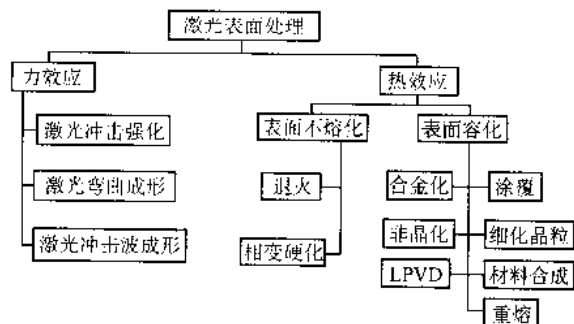 激光表面处理
力效应
热效应
激光冲击强化
表面不熔化
表面容化
激光弯曲成形
退火
合金化
涂覆
激光冲击波成形
相变硬化
非晶化
细化品粒
LPVD
材料合成
重熔